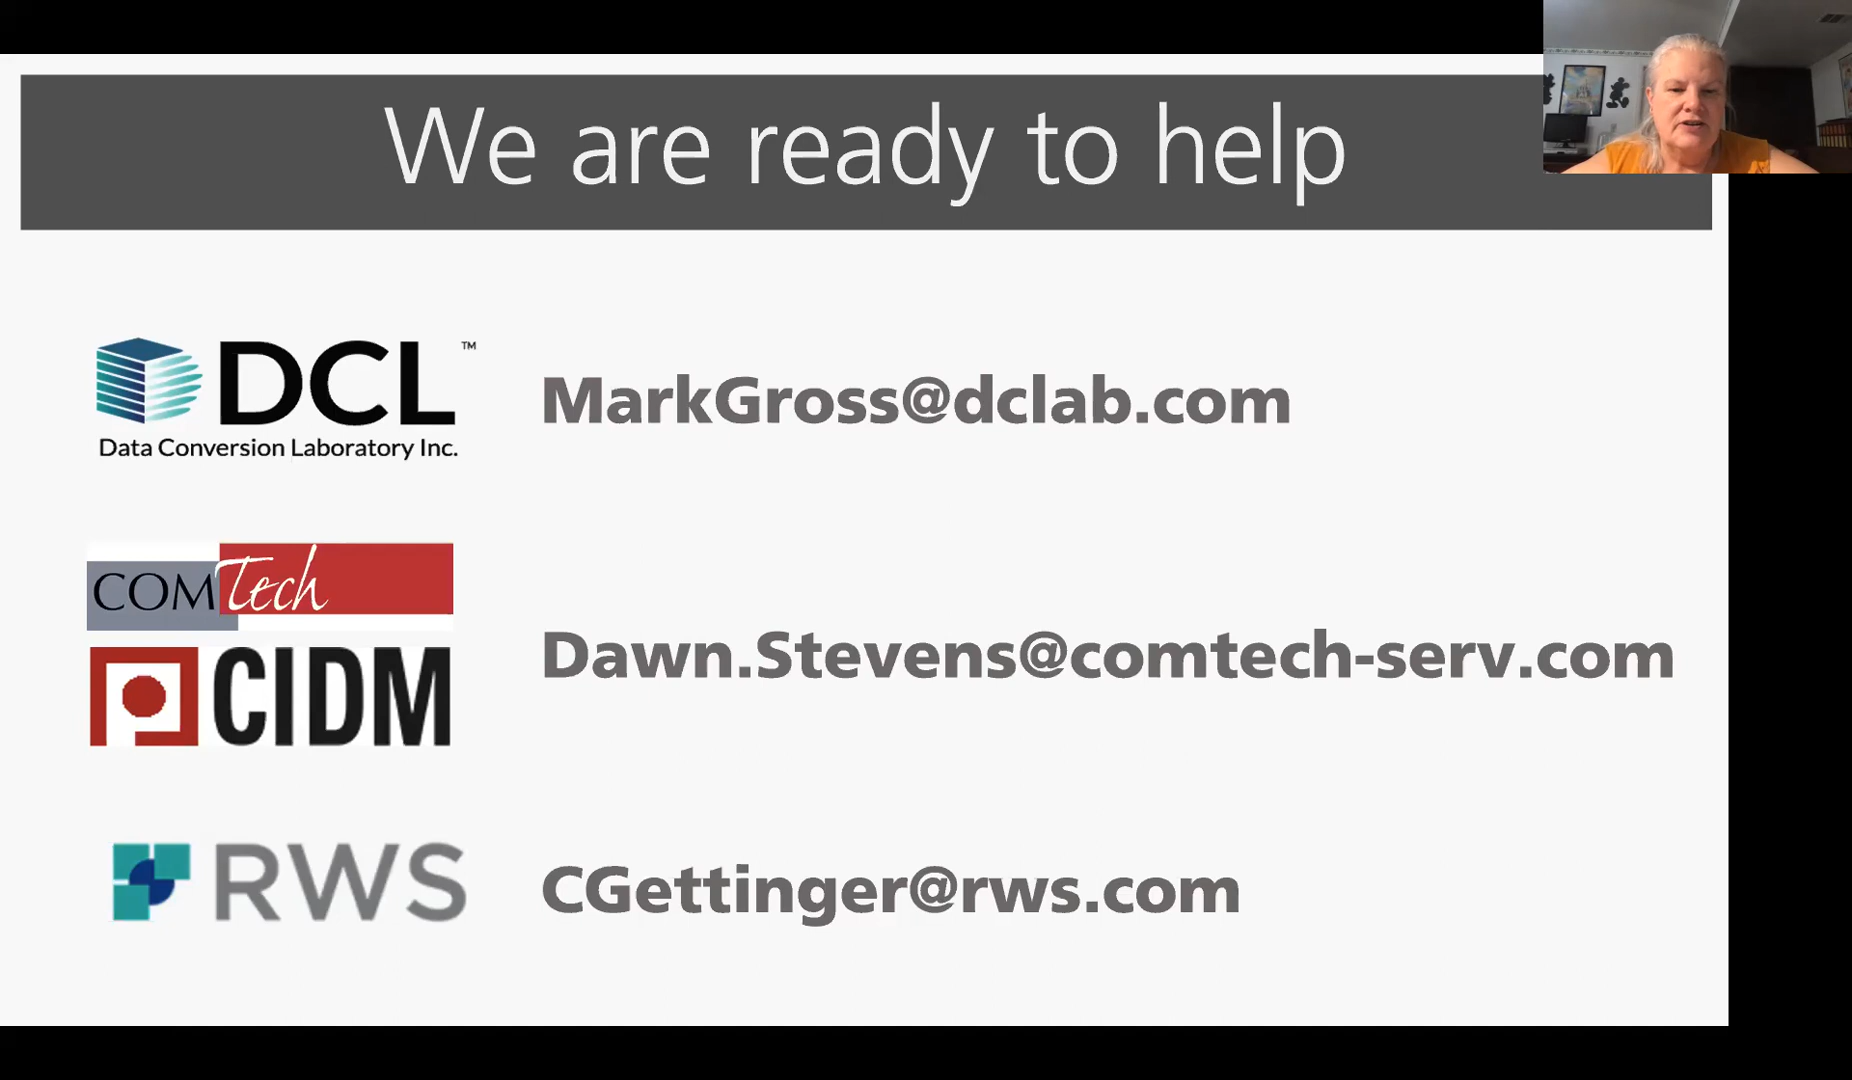 We are ready to help
DCL™
Data Conversion Laboratory Inc.
MarkGross@dclab.com
COMTech
CIDM
Dawn.Stevens@comtech-serv.com
RWS
CGettinger@rws.com